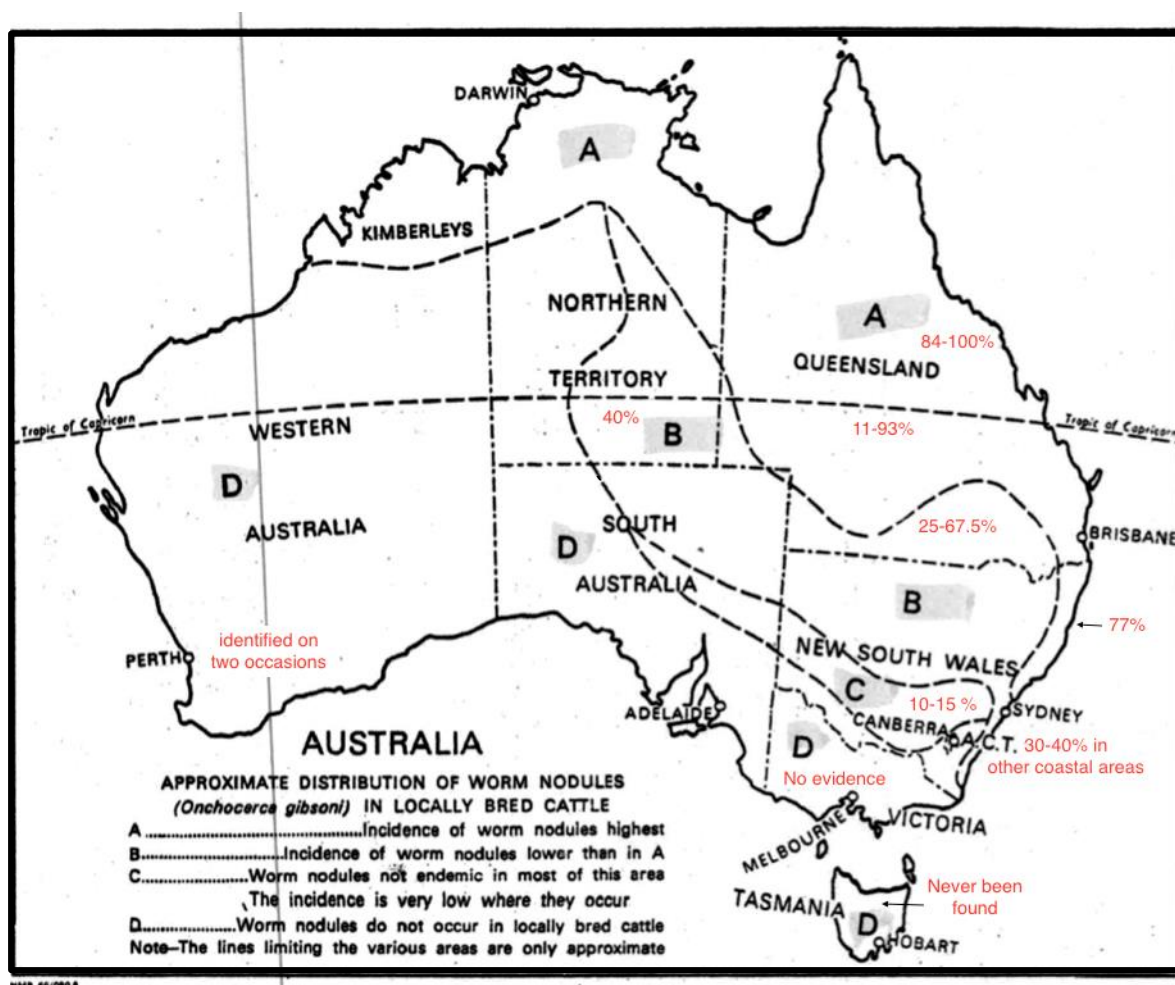 DARWIN
A
KIMBERLEYS
NORTHERN
A
84-100%
QUEENSLAND
TERRITORY
Tropic of Capricorn
40%
11-93%
Tropic of Capricorn
WESTERN
B
D
25-67.5%
AUSTRALIA
SOUTH
BRISBANE
D
AUSTRALIA
B
77%
identified on
two occasions
PERTH
NEW SOUTH WALES
C
10-15 %
ADELAIDE
SYDNEY
CANBERRA
A.C.T.
30-40% in
other coastal areas
D
No evidence
MELBOURNE
VICTORIA
TASMANIA
Never been
found
D
HOBART
AUSTRALIA
APPROXIMATE DISTRIBUTION OF WORM NODULES
(Onchocerca gibsoni) IN LOCALLY BRED CATTLE
A ........................................Incidence of worm nodules highest
B..........................Incidence of worm nodules lower than in A
C...................Worm nodules not endemic in most of this area
The incidence is very low where they occur
D.................Worm nodules do not occur in locally bred cattle
Note—The lines limiting the various areas are only approximate